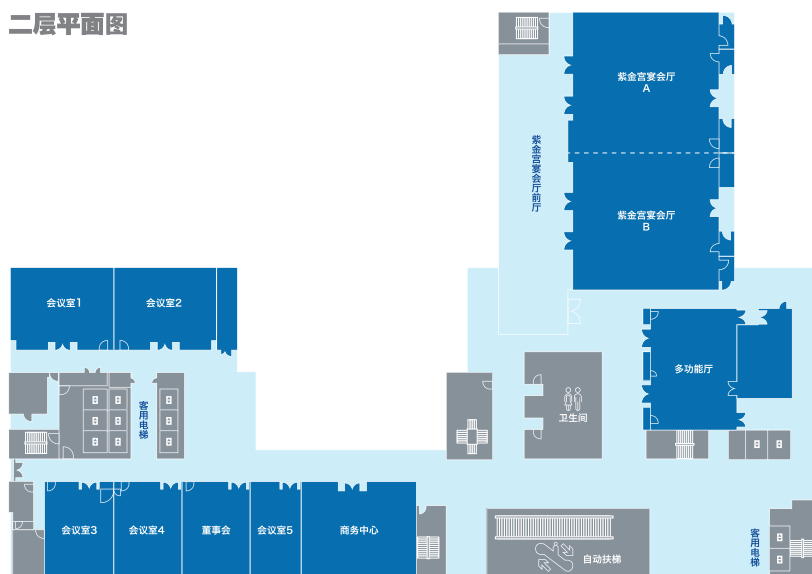 二层平面图
紫金宫宴会厅
A
紫金宫宴会厅前厅
紫金宫宴会厅
B
会议室1
会议室2
多功能厅
客用电梯
卫生间
会议室3
会议室4
董事会
会议室5
商务中心
自动扶梯
客用电梯